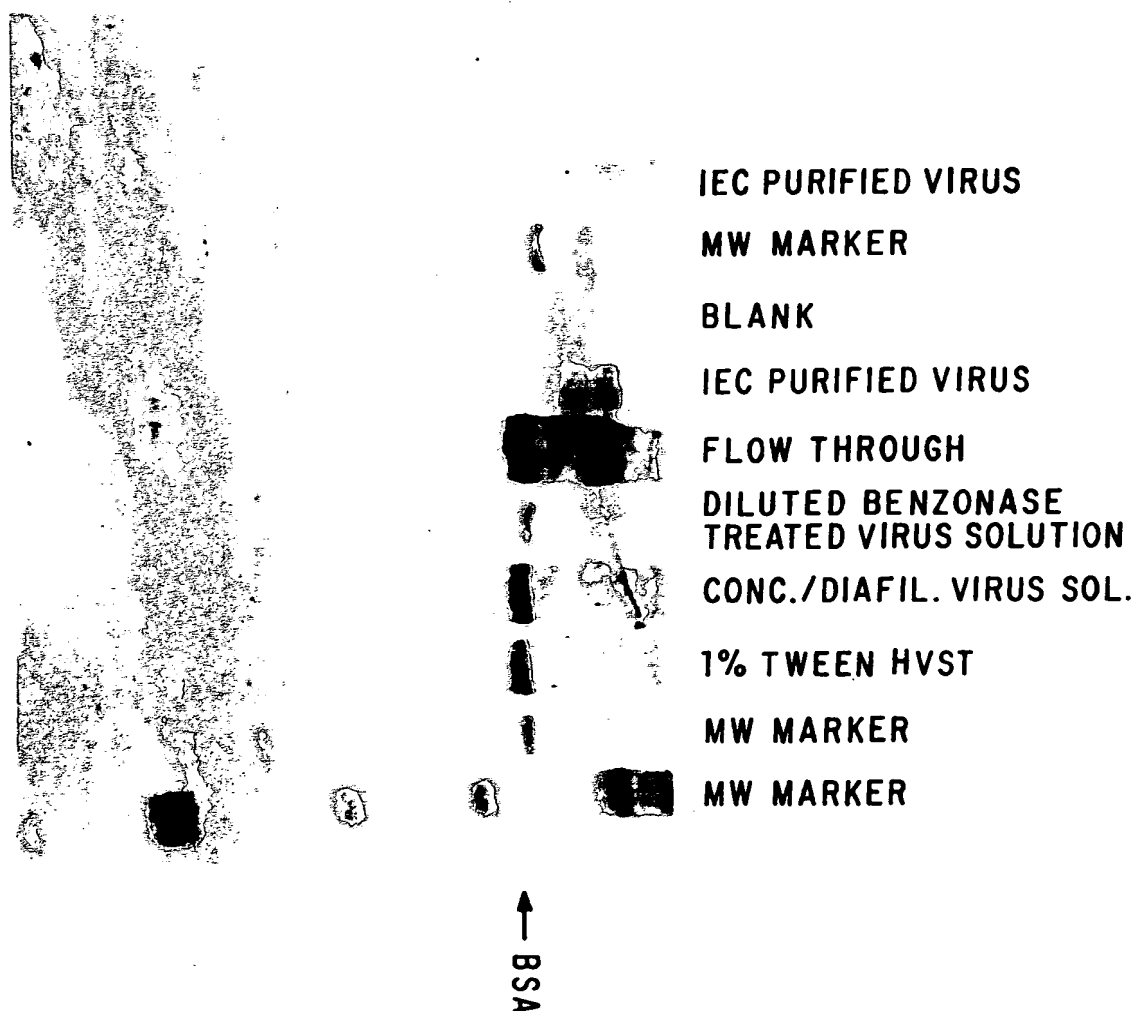 IEC PURIFIED VIRUS
MW MARKER
BLANK
IEC PURIFIED VIRUS
FLOW THROUGH
DILUTED BENZONASE
TREATED VIRUS SOLUTION
CONC./DIAFIL. VIRUS SOL.
1% TWEEN HVST
MW MARKER
MW MARKER
← BSA